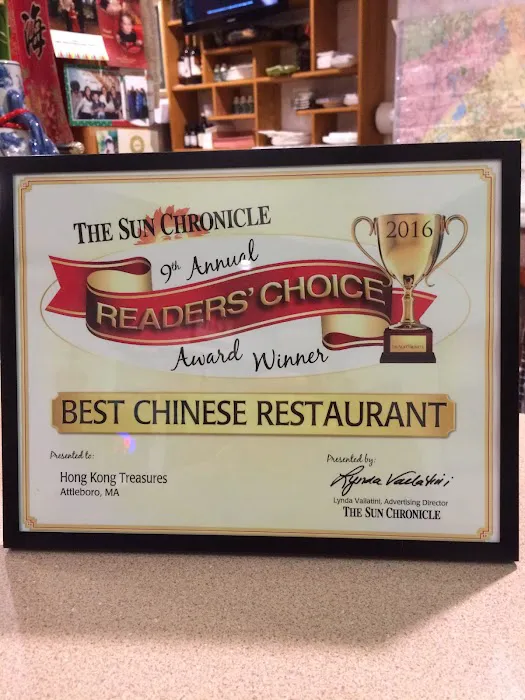 海
THE SUN CHRONICLE
9th Annual
READERS' CHOICE
Award Winner
2016
BEST CHINESE RESTAURANT
Presented to:
Hong Kong Treasures
Attleboro, MA
Presented by:
Lynda Vallatini
Lynda Vallatini, Advertising Director
THE SUN CHRONICLE